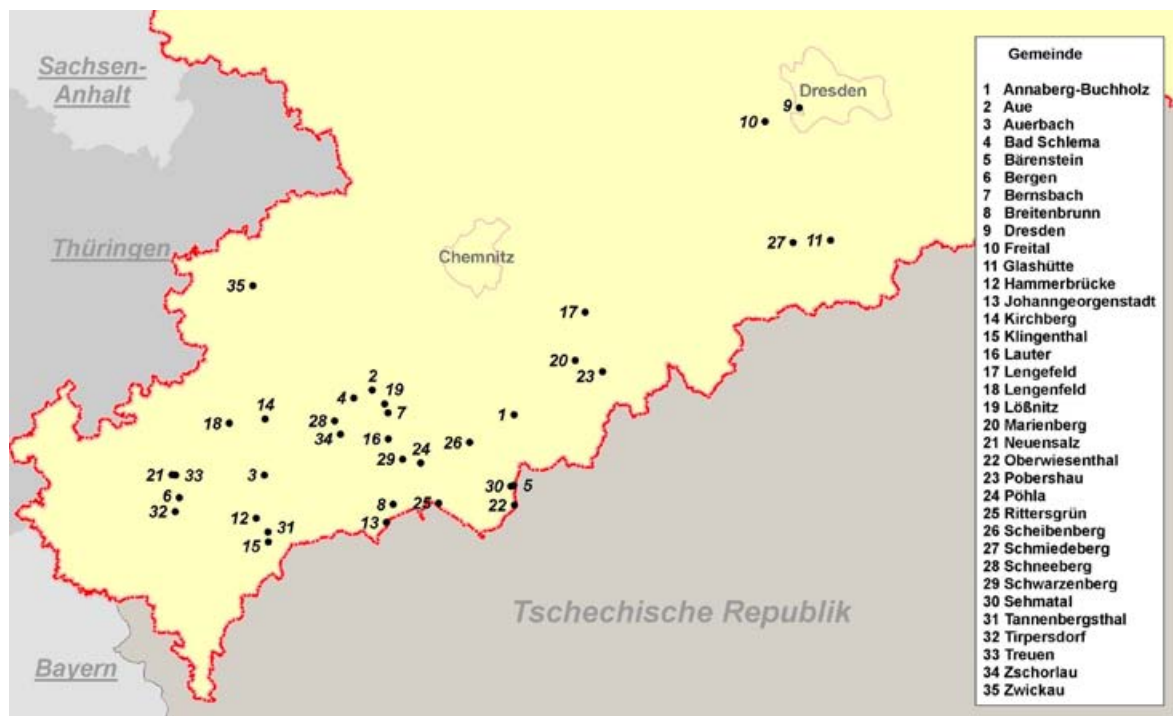 Sachsen-
Anhalt
Thüringen
Bayern
Tschechische Republik
Dresden
Chemnitz
9
10
27
11
35
17
20
23
2
4
19
7
14
18
28
34
16
1
26
24
29
21
33
3
6
32
30
5
8
25
22
12
13
31
15
Gemeinde
1 Annaberg-Buchholz
2 Aue
3 Auerbach
4 Bad Schlema
5 Bärenstein
6 Bergen
7 Bernsbach
8 Breitenbrunn
9 Dresden
10 Freital
11 Glashütte
12 Hammerbrücke
13 Johanngeorgenstadt
14 Kirchberg
15 Klingenthal
16 Lauter
17 Lengefeld
18 Lengenfeld
19 Lößnitz
20 Marienberg
21 Neuensalz
22 Oberwiesenthal
23 Pobershau
24 Pöhla
25 Rittersgrün
26 Scheibenberg
27 Schmiedeberg
28 Schneeberg
29 Schwarzenberg
30 Sehmatal
31 Tannenbergsthal
32 Tirpersdorf
33 Treuen
34 Zschorlau
35 Zwickau